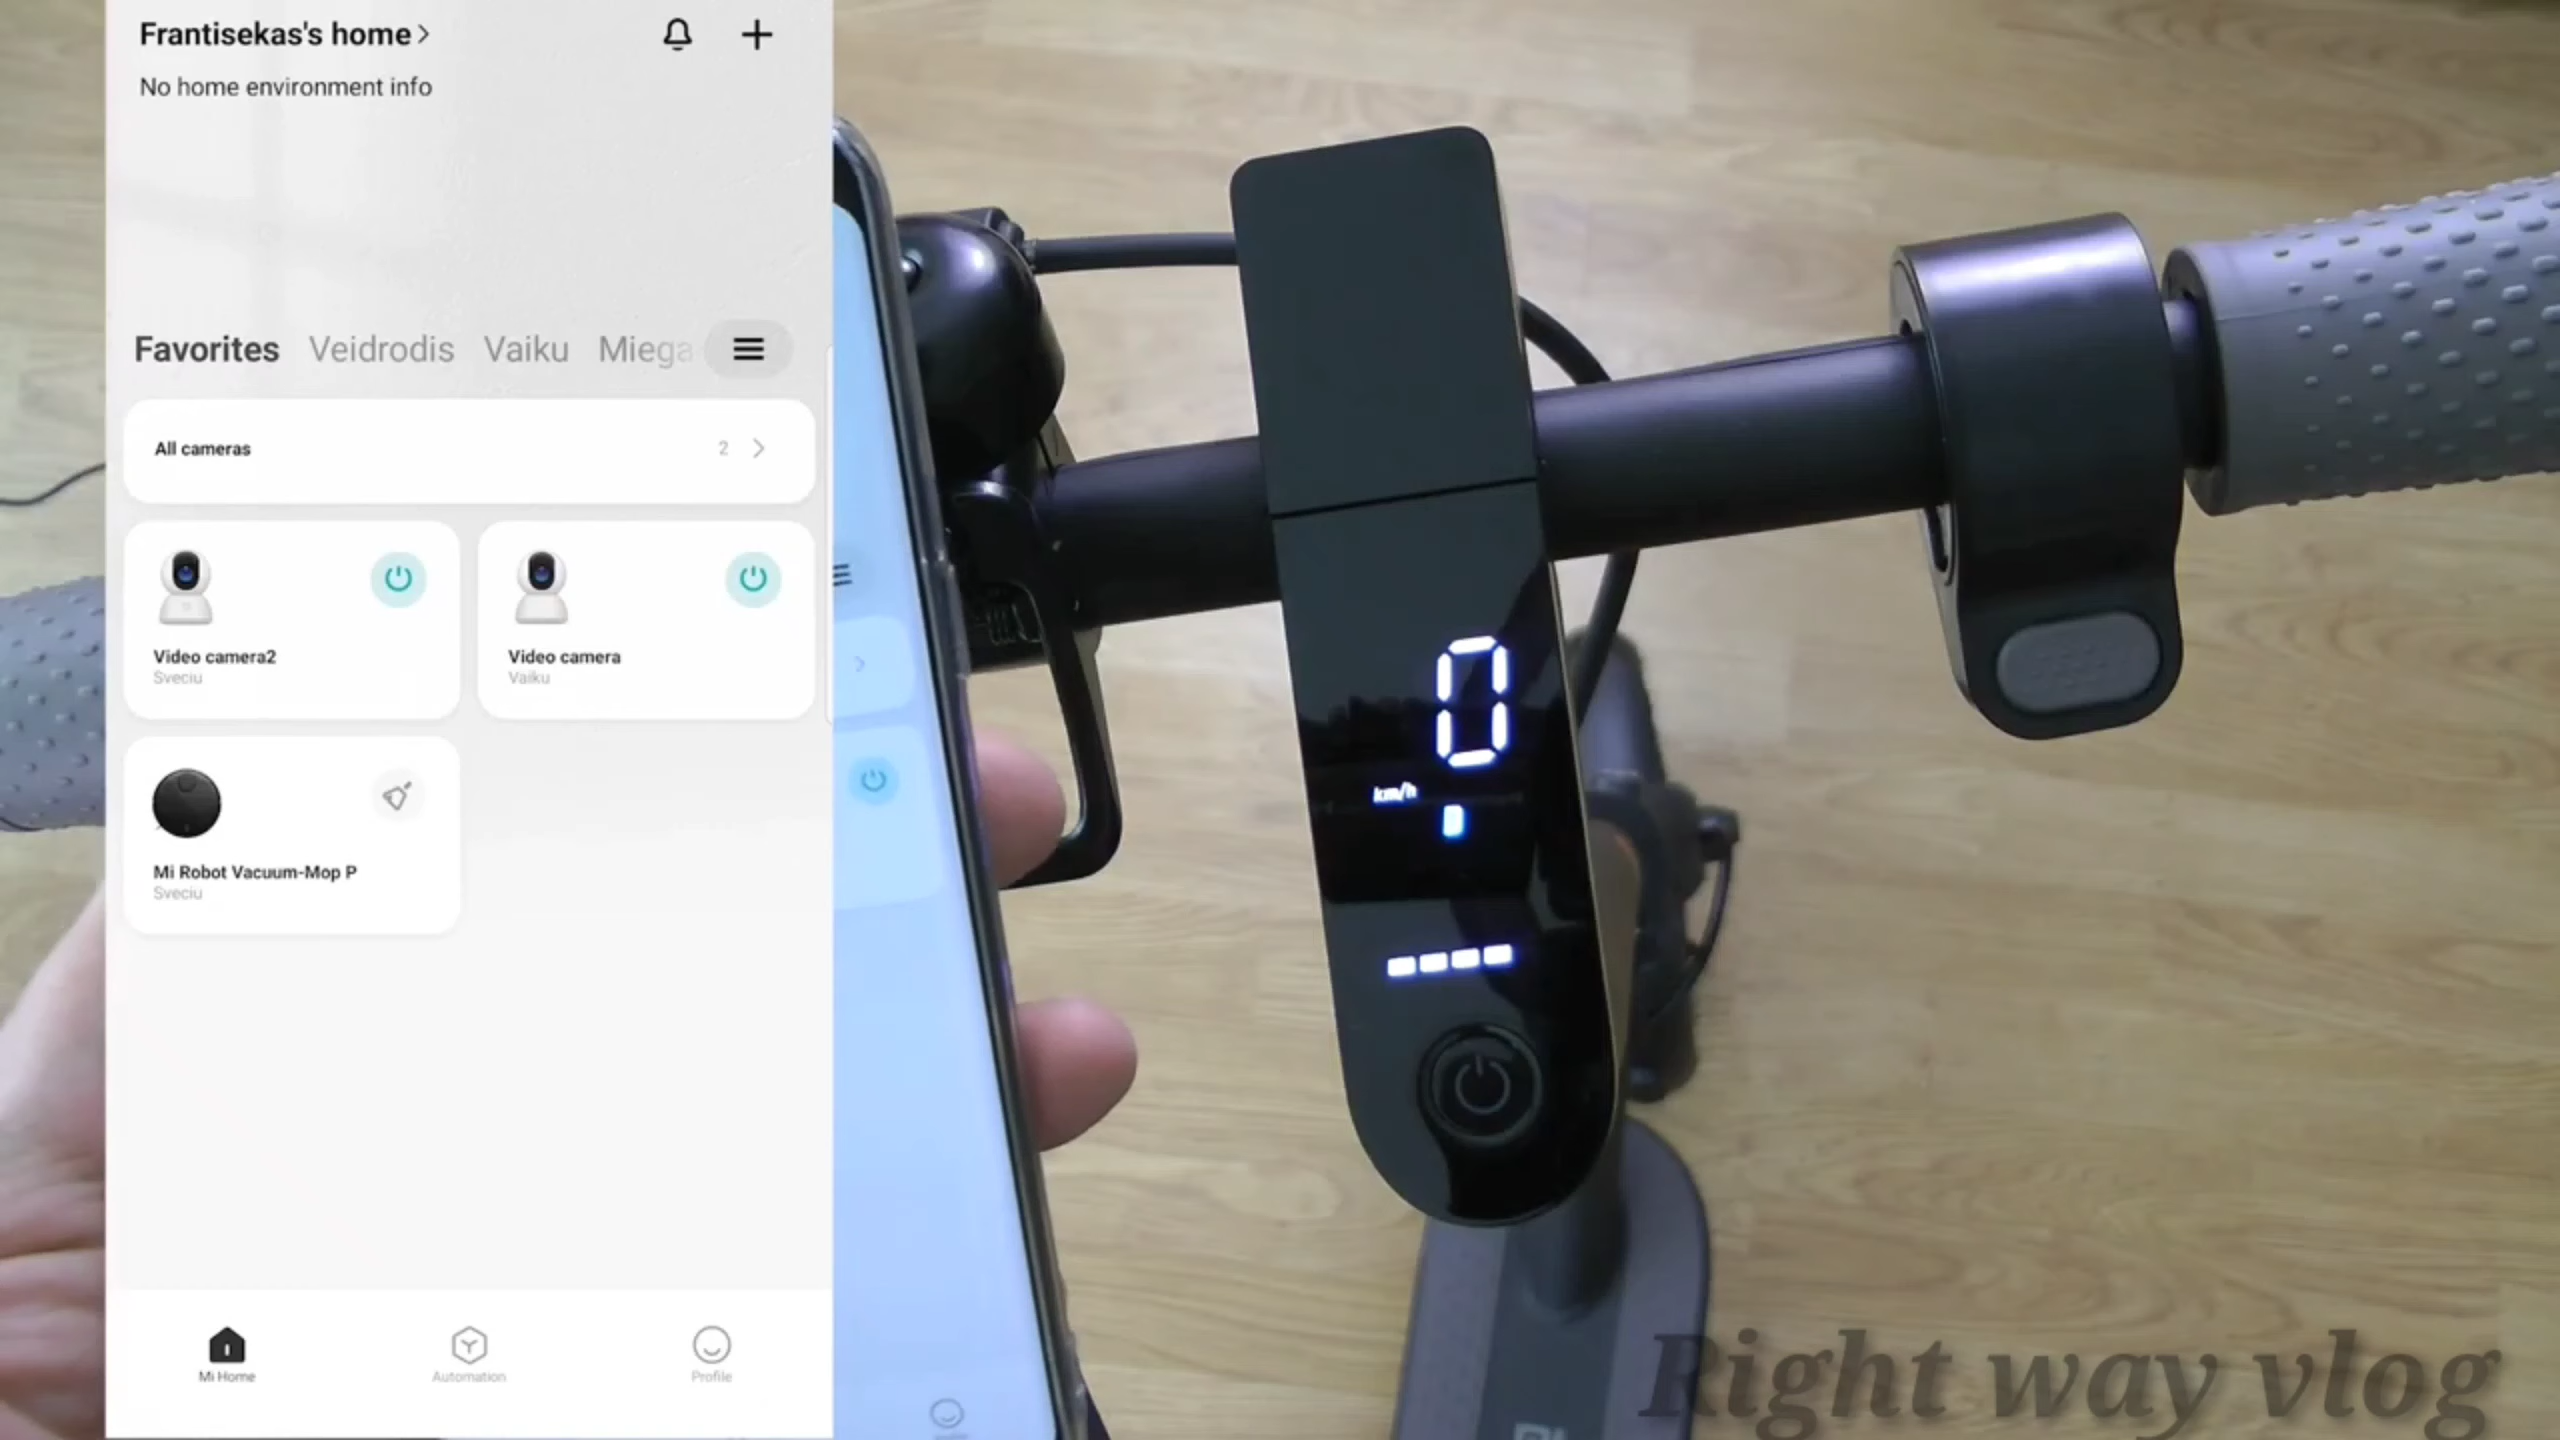 Frantisekas's home
No home environment info
Favorites Veidrodis Vaiku Miega
All cameras 2
Video camera2
Sveciu
Video camera
Vaiku
Mi Robot Vacuum-Mop P
Sveciu
Mi Home
Automation
Profile
0
km/h
Right way vlog